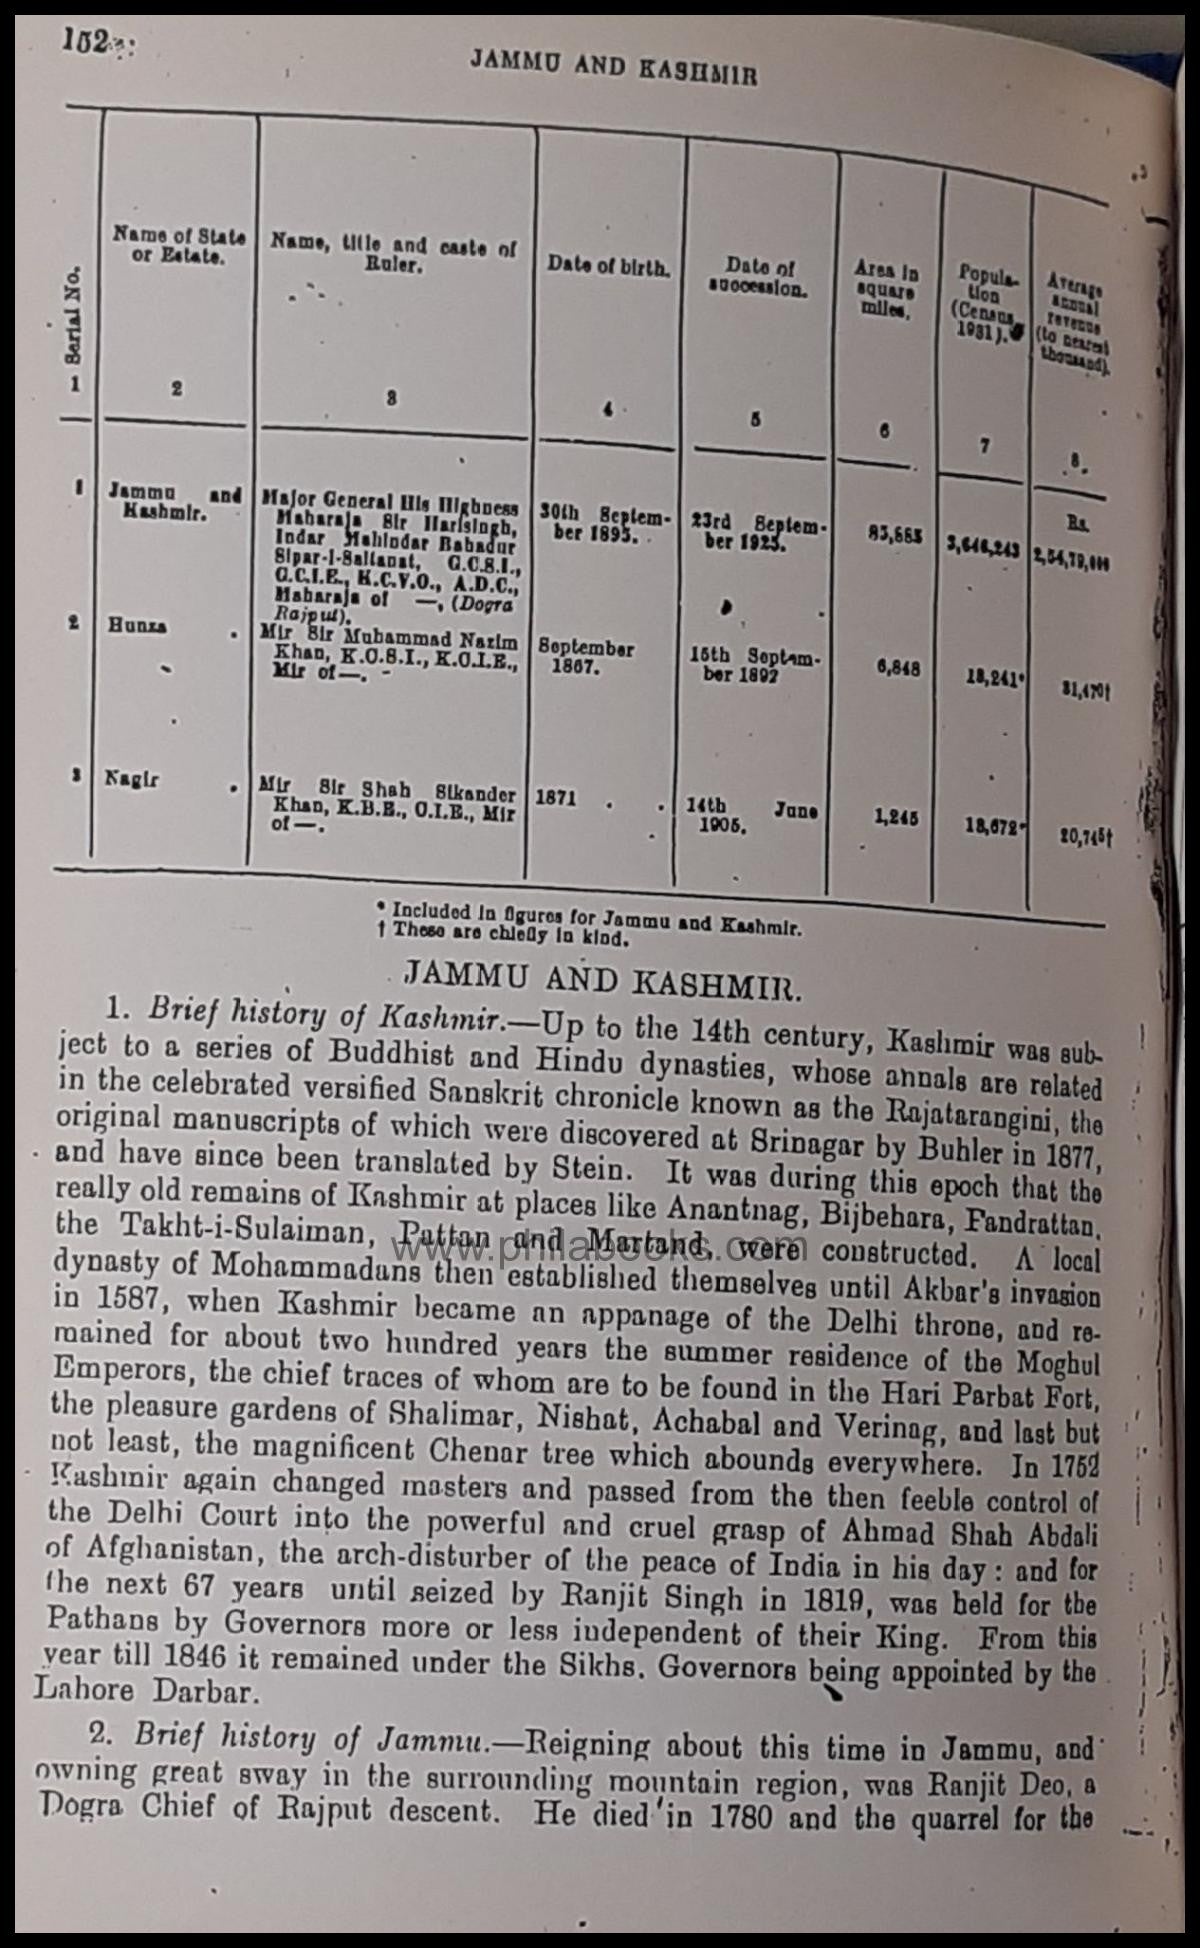 152
JAMMU AND KASHMIR
Serial No.
Name of State
or Estate.
Name, title and caste of
Ruler.
Date of birth.
Date of
succession.
Area in
square
miles.
Popula-
tion
(Census
1931).
Average
annual
revenue
(to nearest
thousand).
1 2 3 4 5 6 7 8.
Rs.
1 Jammu and
Kashmir.
Major General His Highness
Maharaja Sir Harisingh,
Indar Mahindar Bahadur
Sipar-i-Saltanat, G.C.S.I.,
G.C.I.E., K.C.V.O., A.D.C.,
Maharaja of —, (Dogra
Rajput).
30th Septem-
ber 1895.
23rd Septem-
ber 1925.
3,646,243
2 Hunza .
Mir Sir Muhammad Nazim
Khan, K.C.S.I., K.C.I.E.,
Mir of—.
September
1867.
15th Septem-
ber 1892
6,848
18,241*
3 Nagir .
Mir Sir Shah Sikander
Khan, K.B.E., C.I.E., Mir
of—.
1871 . .
14th June
1905.
1,245
18,672*
20,745†
* Included in figures for Jammu and Kashmir.
† These are chiefly in kind.
JAMMU AND KASHMIR.
1. Brief history of Kashmir.—Up to the 14th century, Kashmir was sub-
ject to a series of Buddhist and Hindu dynasties, whose annals are related
in the celebrated versified Sanskrit chronicle known as the Rajatarangini, the
original manuscripts of which were discovered at Srinagar by Buhler in 1877,
and have since been translated by Stein. It was during this epoch that the
really old remains of Kashmir at places like Anantnag, Bijbehara, Fandrattan,
the Takht-i-Sulaiman, Pattan and Martand, were constructed. A local
www.philabooks.com
dynasty of Mohammadans then established themselves until Akbar's invasion
in 1587, when Kashmir became an appanage of the Delhi throne, and re-
mained for about two hundred years the summer residence of the Moghul
Emperors, the chief traces of whom are to be found in the Hari Parbat Fort,
the pleasure gardens of Shalimar, Nishat, Achabal and Verinag, and last but
not least, the magnificent Chenar tree which abounds everywhere. In 1752
Kashmir again changed masters and passed from the then feeble control of
the Delhi Court into the powerful and cruel grasp of Ahmad Shah Abdali
of Afghanistan, the arch-disturber of the peace of India in his day : and for
the next 67 years until seized by Ranjit Singh in 1819, was held for the
Pathans by Governors more or less independent of their King. From this
year till 1846 it remained under the Sikhs, Governors being appointed by the
Lahore Darbar.
2. Brief history of Jammu.—Reigning about this time in Jammu, and
owning great sway in the surrounding mountain region, was Ranjit Deo, a
Dogra Chief of Rajput descent. He died in 1780 and the quarrel for the